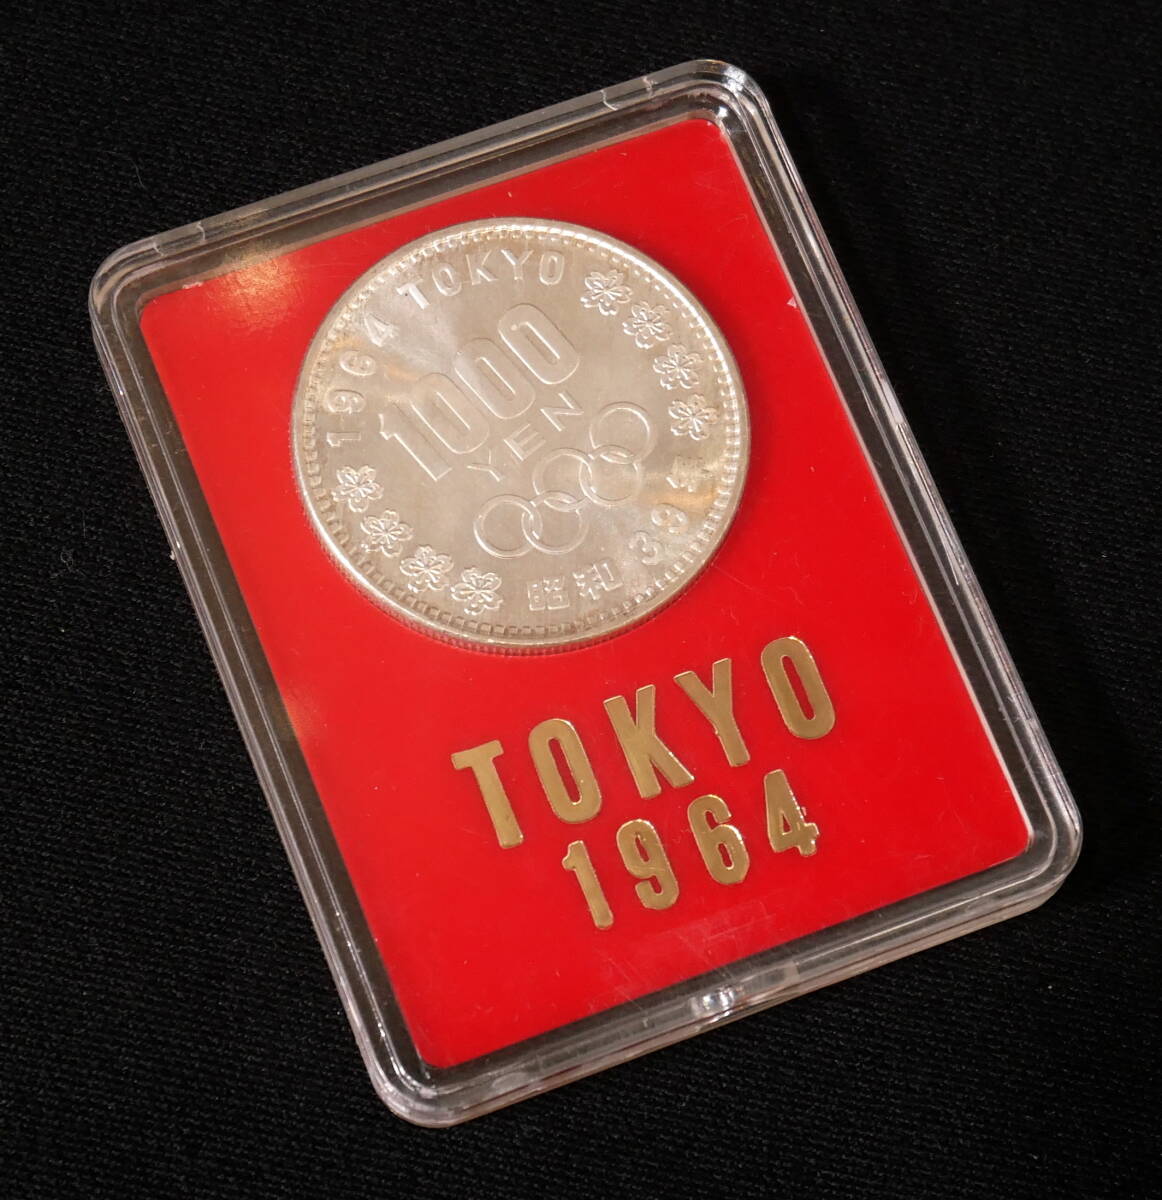 1964 TOKYO
1000
YEN
昭和39年
TOKYO
1964